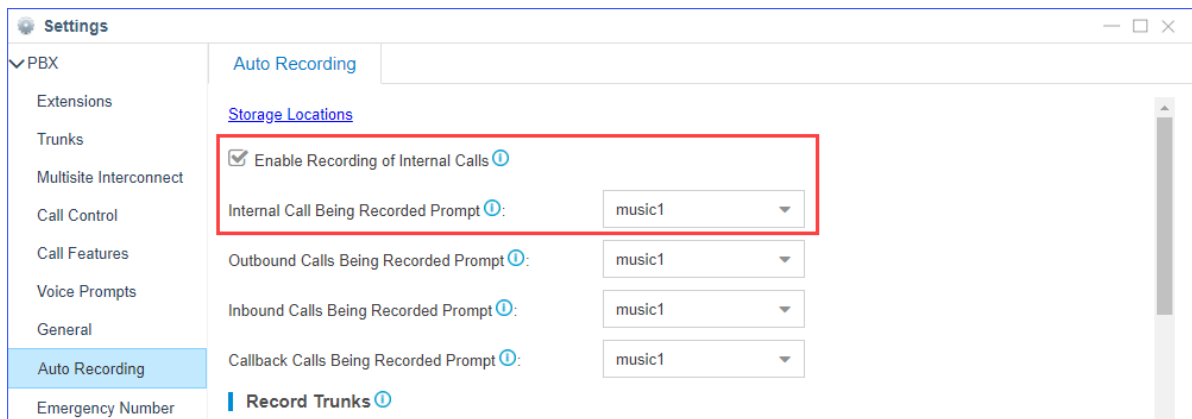 Settings
PBX
Auto Recording
Extensions
Storage Locations
Trunks
Enable Recording of Internal Calls
Multisite Interconnect
Internal Call Being Recorded Prompt : music1
Call Control
Call Features
Outbound Calls Being Recorded Prompt : music1
Voice Prompts
Inbound Calls Being Recorded Prompt : music1
General
Callback Calls Being Recorded Prompt : music1
Auto Recording
Record Trunks
Emergency Number